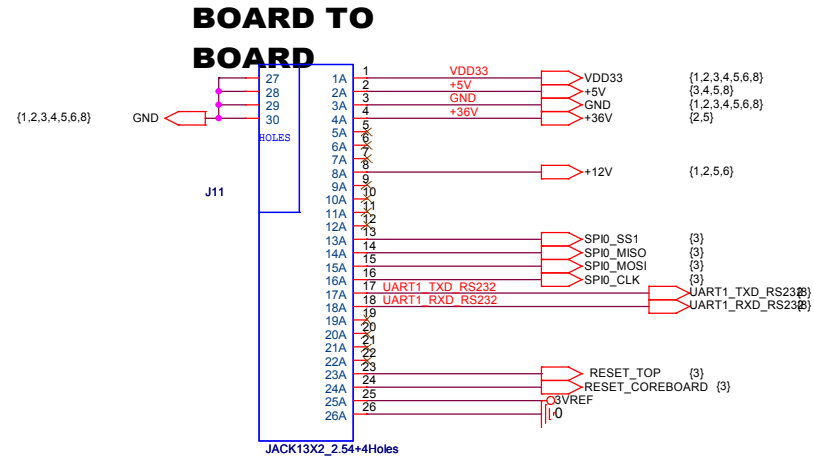 BOARD TO
BOARD
27 1A 1 VDD33 VDD33 {1,2,3,4,5,6,8}
28 2A 2 +5V +5V {3,4,5,8}
29 3A 3 GND GND {1,2,3,4,5,6,8}
{1,2,3,4,5,6,8} GND 30 4A 4 +36V +36V {2,5}
5A 5
HOLES 6A 6
7A 7
8A 8 +12V {1,2,5,6}
J11 9A 9
10A 10
11A 11
12A 12
13A 13 SPI0_SS1 {3}
14A 14 SPI0_MISO {3}
15A 15 SPI0_MOSI {3}
16A 16 SPI0_CLK {3}
17A 17 UART1_TXD_RS232 UART1_TXD_RS232 {8}
18A 18 UART1_RXD_RS232 UART1_RXD_RS232 {8}
19A 19
20A 20
21A 21
22A 22
23A 23 RESET_TOP {3}
24A 24 RESET_COREBOARD {3}
25A 25 3VREF
26A 26 0
JACK13X2_2.54+4Holes